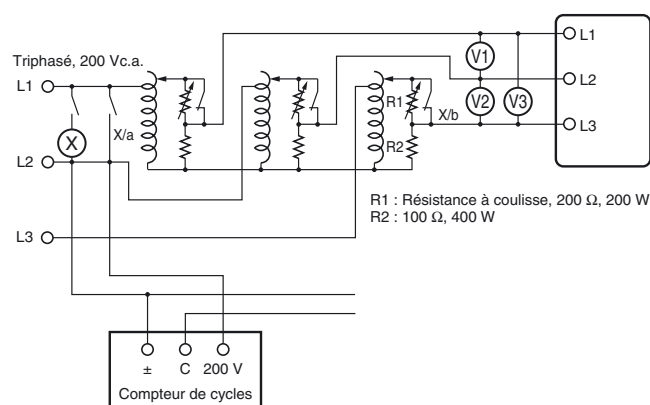 Triphasé, 200 Vc.a.
L1
L2
L3
X
X/a
R1
R2
X/b
V1
V2
V3
L1
L2
L3
R1 : Résistance à coulisse, 200 Ω, 200 W
R2 : 100 Ω, 400 W
± C 200 V
Compteur de cycles